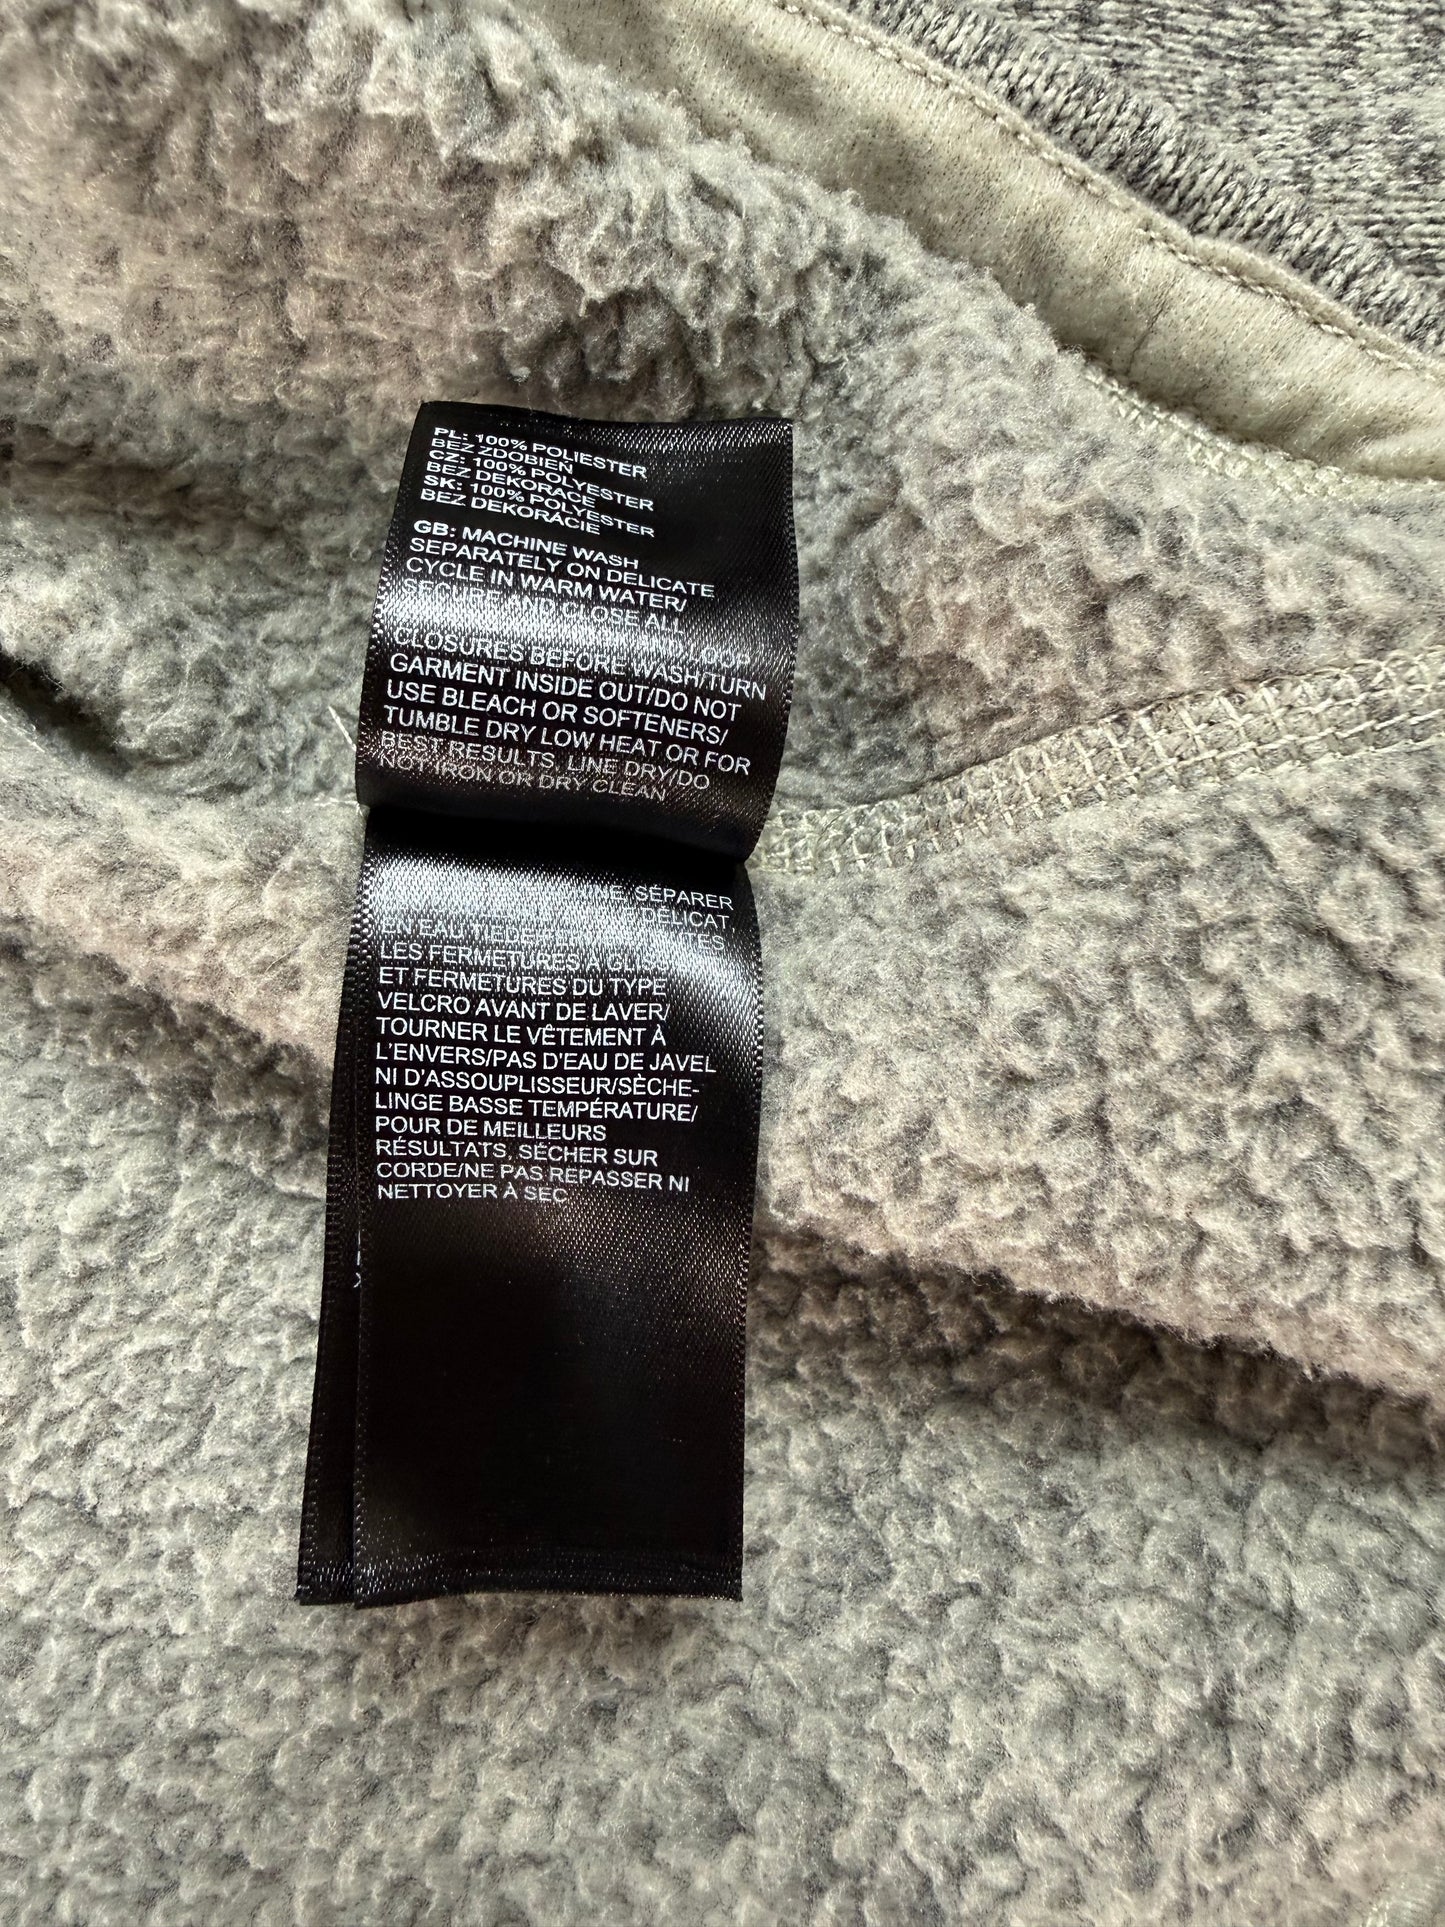 PL: 100% POLIESTER
BEZ ZDOBIEŃ
CZ: 100% POLYESTER
BEZ DEKORACE
SK: 100% POLYESTER
BEZ DEKORÁCIE
GB: MACHINE WASH
SEPARATELY ON DELICATE
CYCLE IN WARM WATER/
SECURE AND CLOSE ALL
AND LOOP
CLOSURES BEFORE WASH/TURN
GARMENT INSIDE OUT/DO NOT
USE BLEACH OR SOFTENERS/
TUMBLE DRY LOW HEAT OR FOR
BEST RESULTS, LINE DRY/DO
NOT IRON OR DRY CLEAN
SÉPARER
DÉLICAT
EN EAU TIEDE
LES FERMETURES À
ET FERMETURES DU TYPE
VELCRO AVANT DE LAVER/
TOURNER LE VÊTEMENT À
L'ENVERS/PAS D'EAU DE JAVEL
NI D'ASSOUPLISSEUR/SÈCHE-
LINGE BASSE TEMPÉRATURE/
POUR DE MEILLEURS
RÉSULTATS, SÉCHER SUR
CORDE/NE PAS REPASSER NI
NETTOYER À SEC